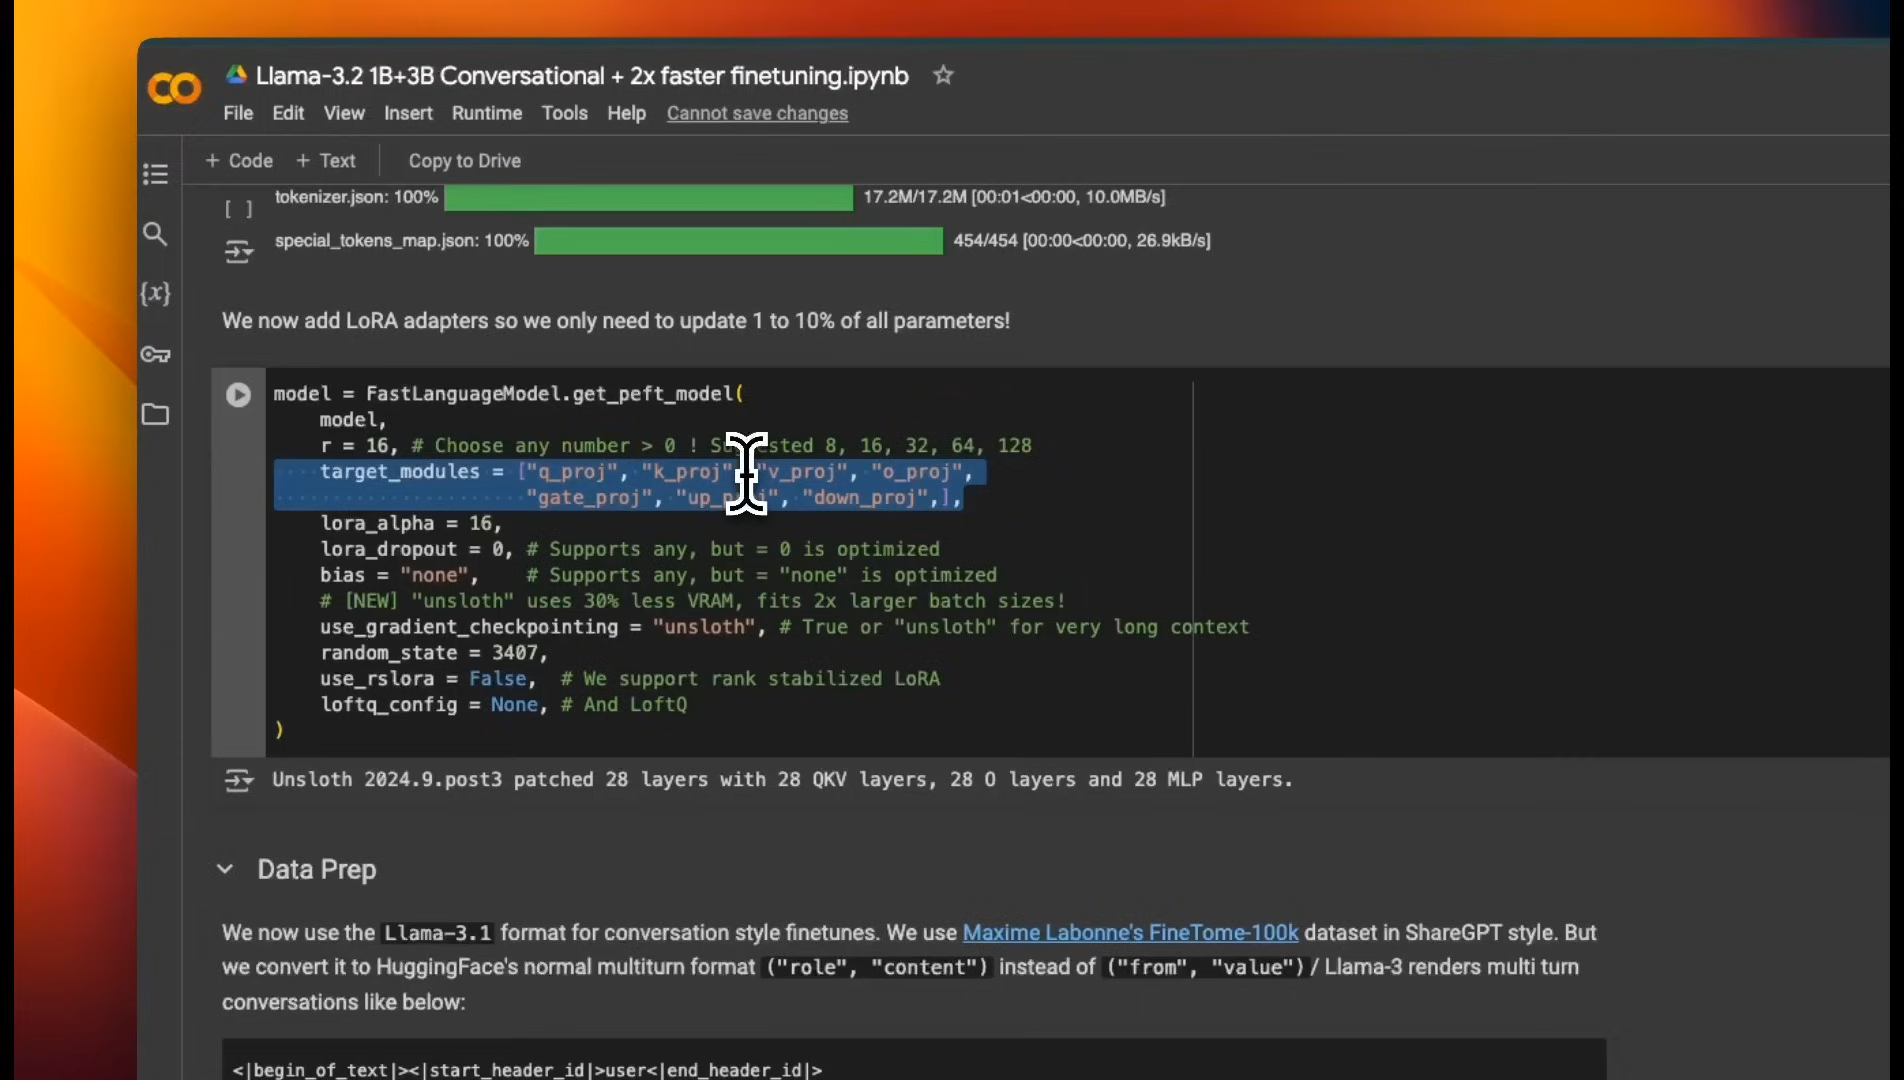 Llama-3.2 1B+3B Conversational + 2x faster finetuning.ipynb
File Edit View Insert Runtime Tools Help Cannot save changes
+ Code + Text Copy to Drive
[ ] tokenizer.json: 100% 17.2M/17.2M [00:01<00:00, 10.0MB/s]
special_tokens_map.json: 100% 454/454 [00:00<00:00, 26.9kB/s]
We now add LoRA adapters so we only need to update 1 to 10% of all parameters!
model = FastLanguageModel.get_peft_model(
model,
r = 16, # Choose any number > 0 ! Suggested 8, 16, 32, 64, 128
target_modules = ["q_proj", "k_proj", "v_proj", "o_proj",
"gate_proj", "up_proj", "down_proj",],
lora_alpha = 16,
lora_dropout = 0, # Supports any, but = 0 is optimized
bias = "none", # Supports any, but = "none" is optimized
# [NEW] "unsloth" uses 30% less VRAM, fits 2x larger batch sizes!
use_gradient_checkpointing = "unsloth", # True or "unsloth" for very long context
random_state = 3407,
use_rslora = False, # We support rank stabilized LoRA
loftq_config = None, # And LoftQ
)
Unsloth 2024.9.post3 patched 28 layers with 28 QKV layers, 28 O layers and 28 MLP layers.
Data Prep
We now use the Llama-3.1 format for conversation style finetunes. We use Maxime Labonne's FineTome-100k dataset in ShareGPT style. But
we convert it to HuggingFace's normal multiturn format ("role", "content") instead of ("from", "value")/ Llama-3 renders multi turn
conversations like below:
<|begin_of_text|><|start_header_id|>user<|end_header_id|>